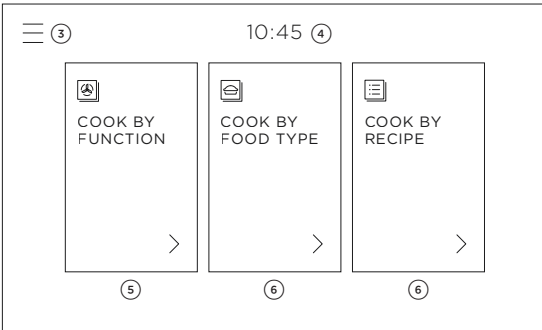 ③ 10:45 ④
COOK BY
FUNCTION
COOK BY
FOOD TYPE
COOK BY
RECIPE
⑤ ⑥ ⑥